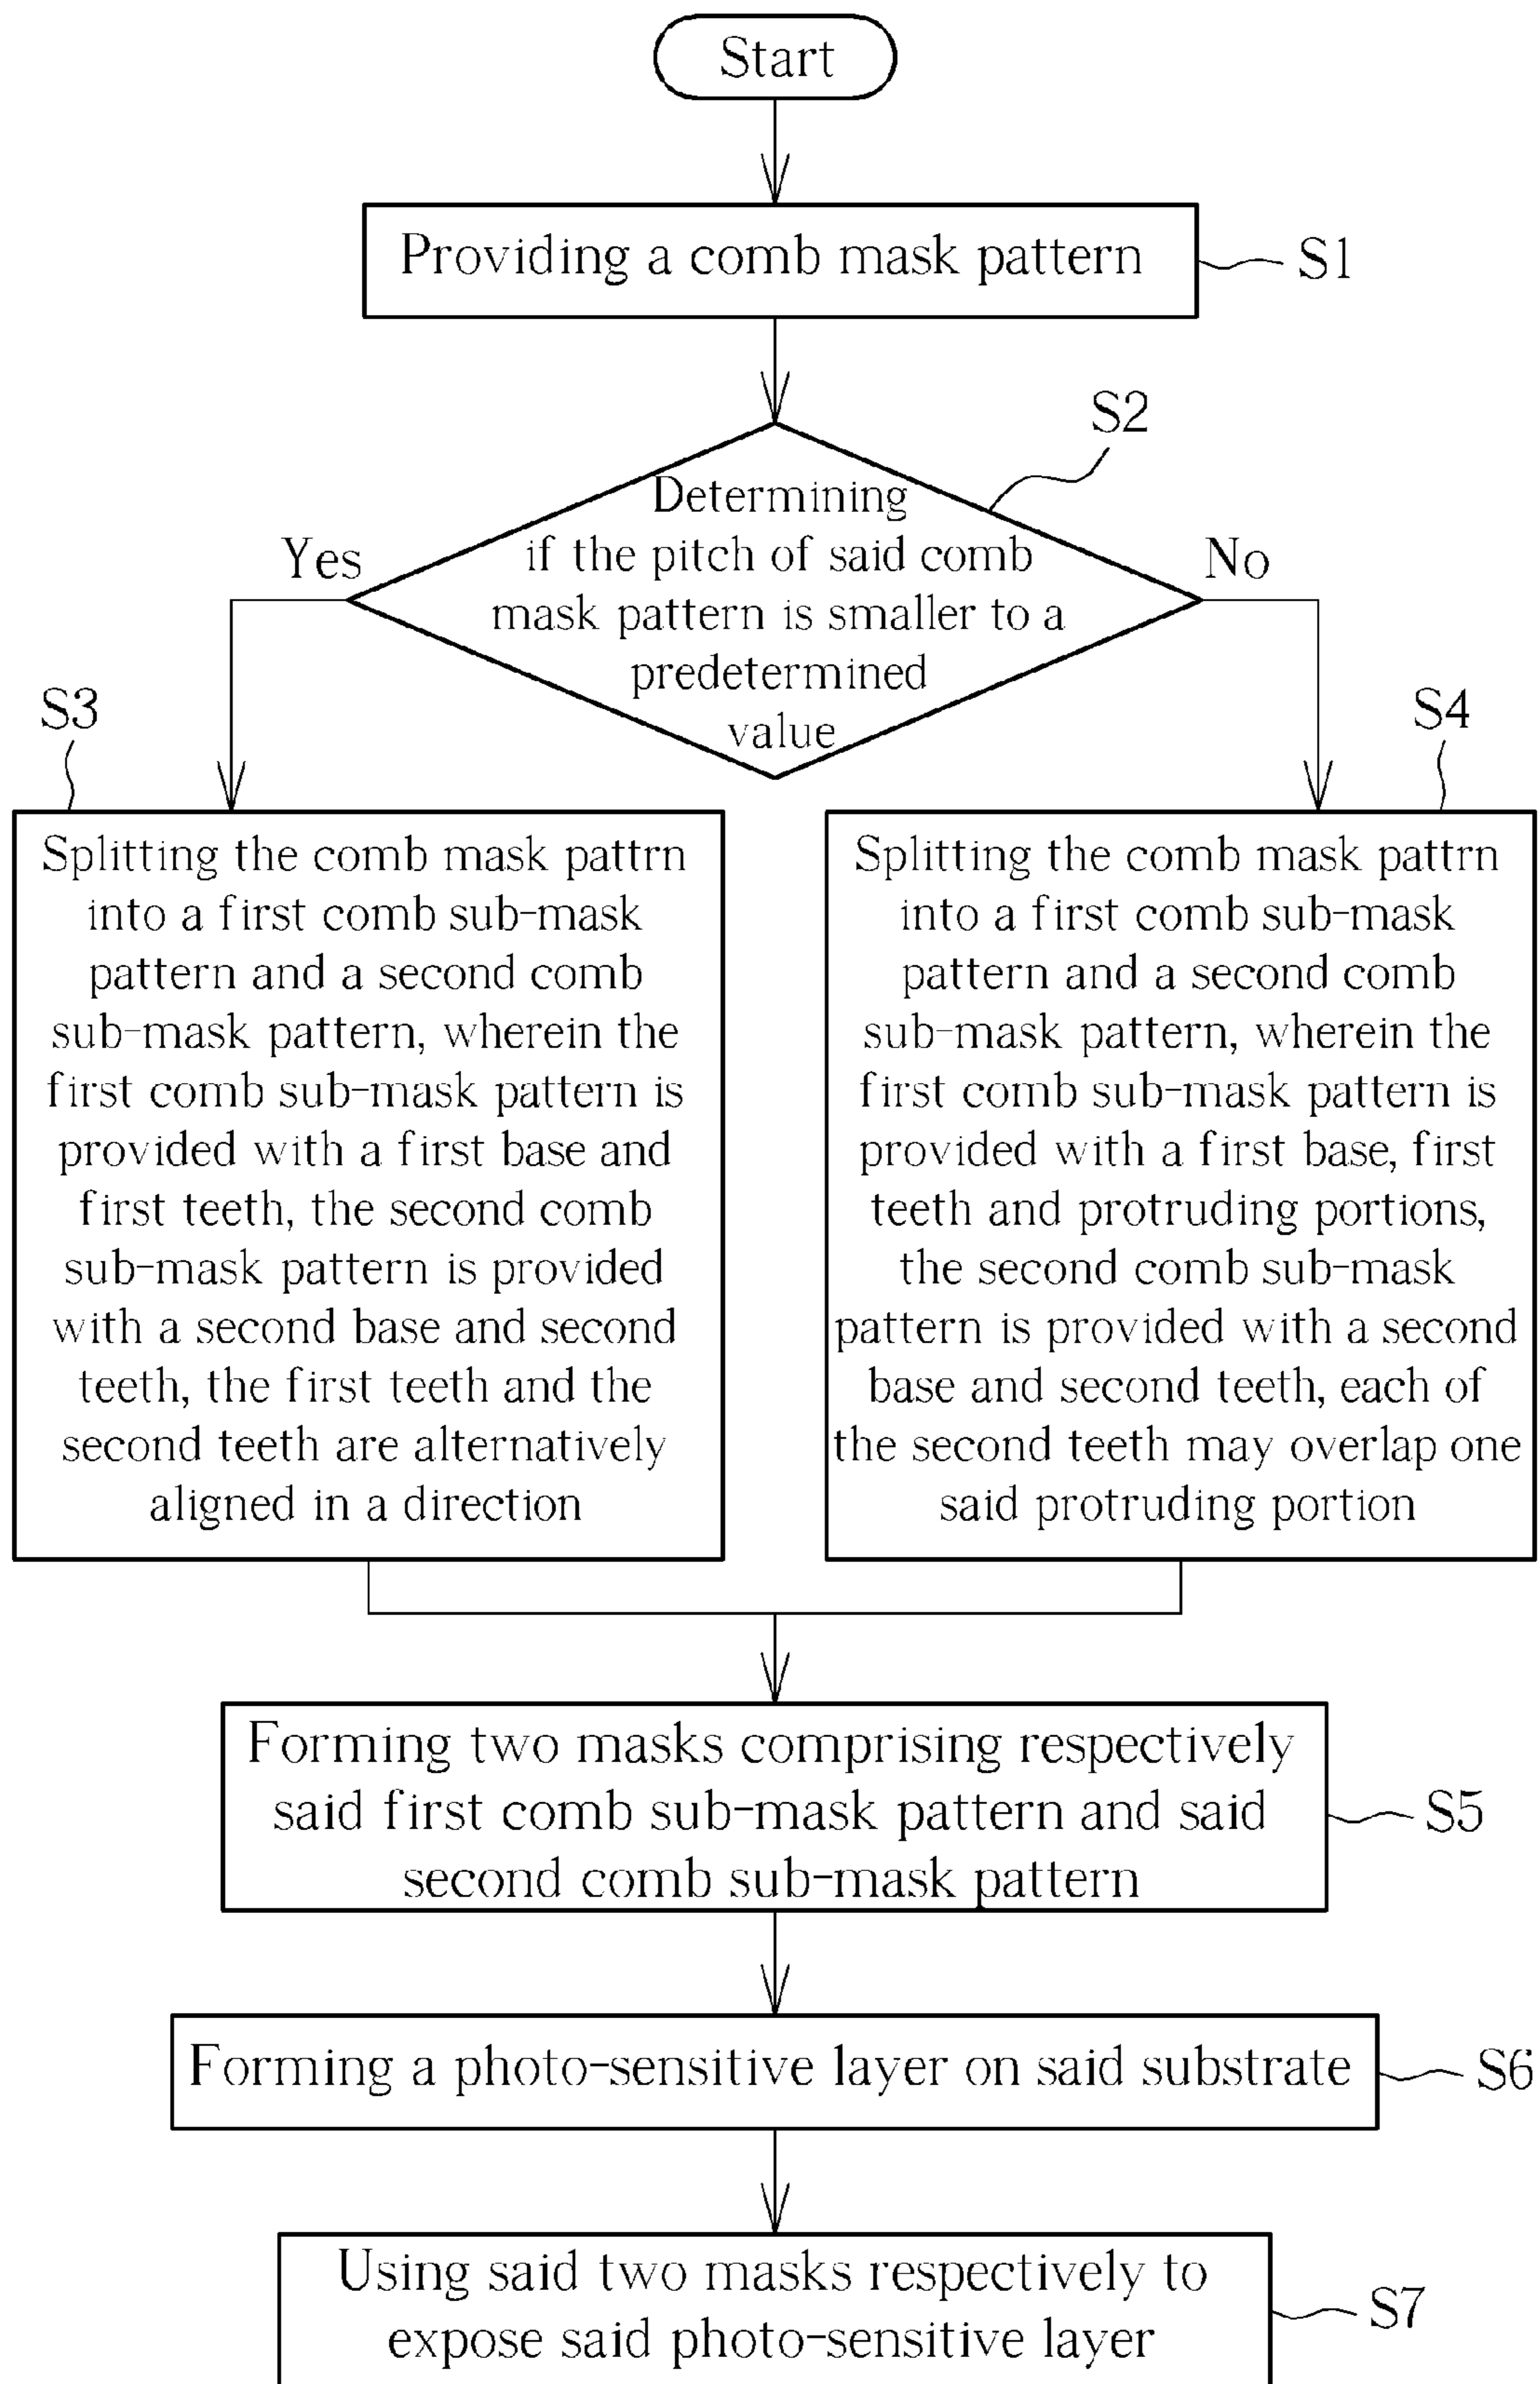 Start
Providing a comb mask pattern
S1
S2
Determining
if the pitch of said comb
mask pattern is smaller to a
predetermined
value
Yes
No
S3
Splitting the comb mask pattrn
into a first comb sub-mask
pattern and a second comb
sub-mask pattern, wherein the
first comb sub-mask pattern is
provided with a first base and
first teeth, the second comb
sub-mask pattern is provided
with a second base and second
teeth, the first teeth and the
second teeth are alternatively
aligned in a direction
S4
Splitting the comb mask pattrn
into a first comb sub-mask
pattern and a second comb
sub-mask pattern, wherein the
first comb sub-mask pattern is
provided with a first base, first
teeth and protruding portions,
the second comb sub-mask
pattern is provided with a second
base and second teeth, each of
the second teeth may overlap one
said protruding portion
Forming two masks comprising respectively
said first comb sub-mask pattern and said
second comb sub-mask pattern
S5
Forming a photo-sensitive layer on said substrate
S6
Using said two masks respectively to
expose said photo-sensitive layer
S7